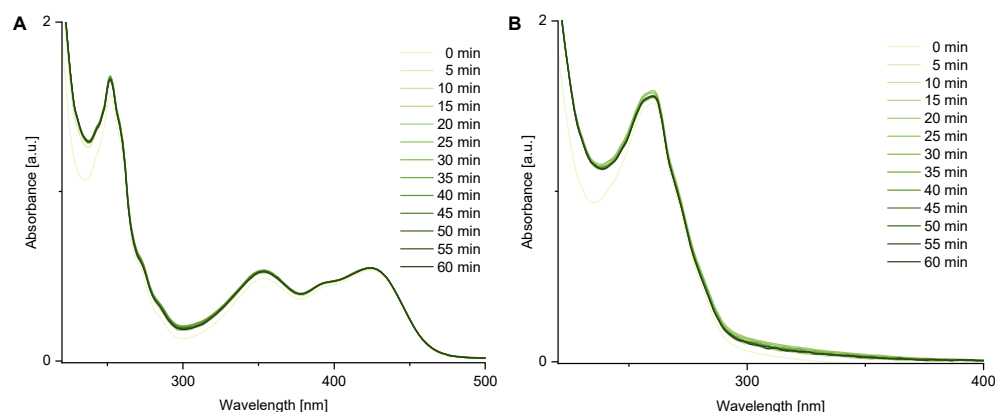 A
2
Absorbance [a.u.]
0
300
400
500
Wavelength [nm]
0 min
5 min
10 min
15 min
20 min
25 min
30 min
35 min
40 min
45 min
50 min
55 min
60 min
B
2
Absorbance [a.u.]
0
300
400
Wavelength [nm]
0 min
5 min
10 min
15 min
20 min
25 min
30 min
35 min
40 min
45 min
50 min
55 min
60 min